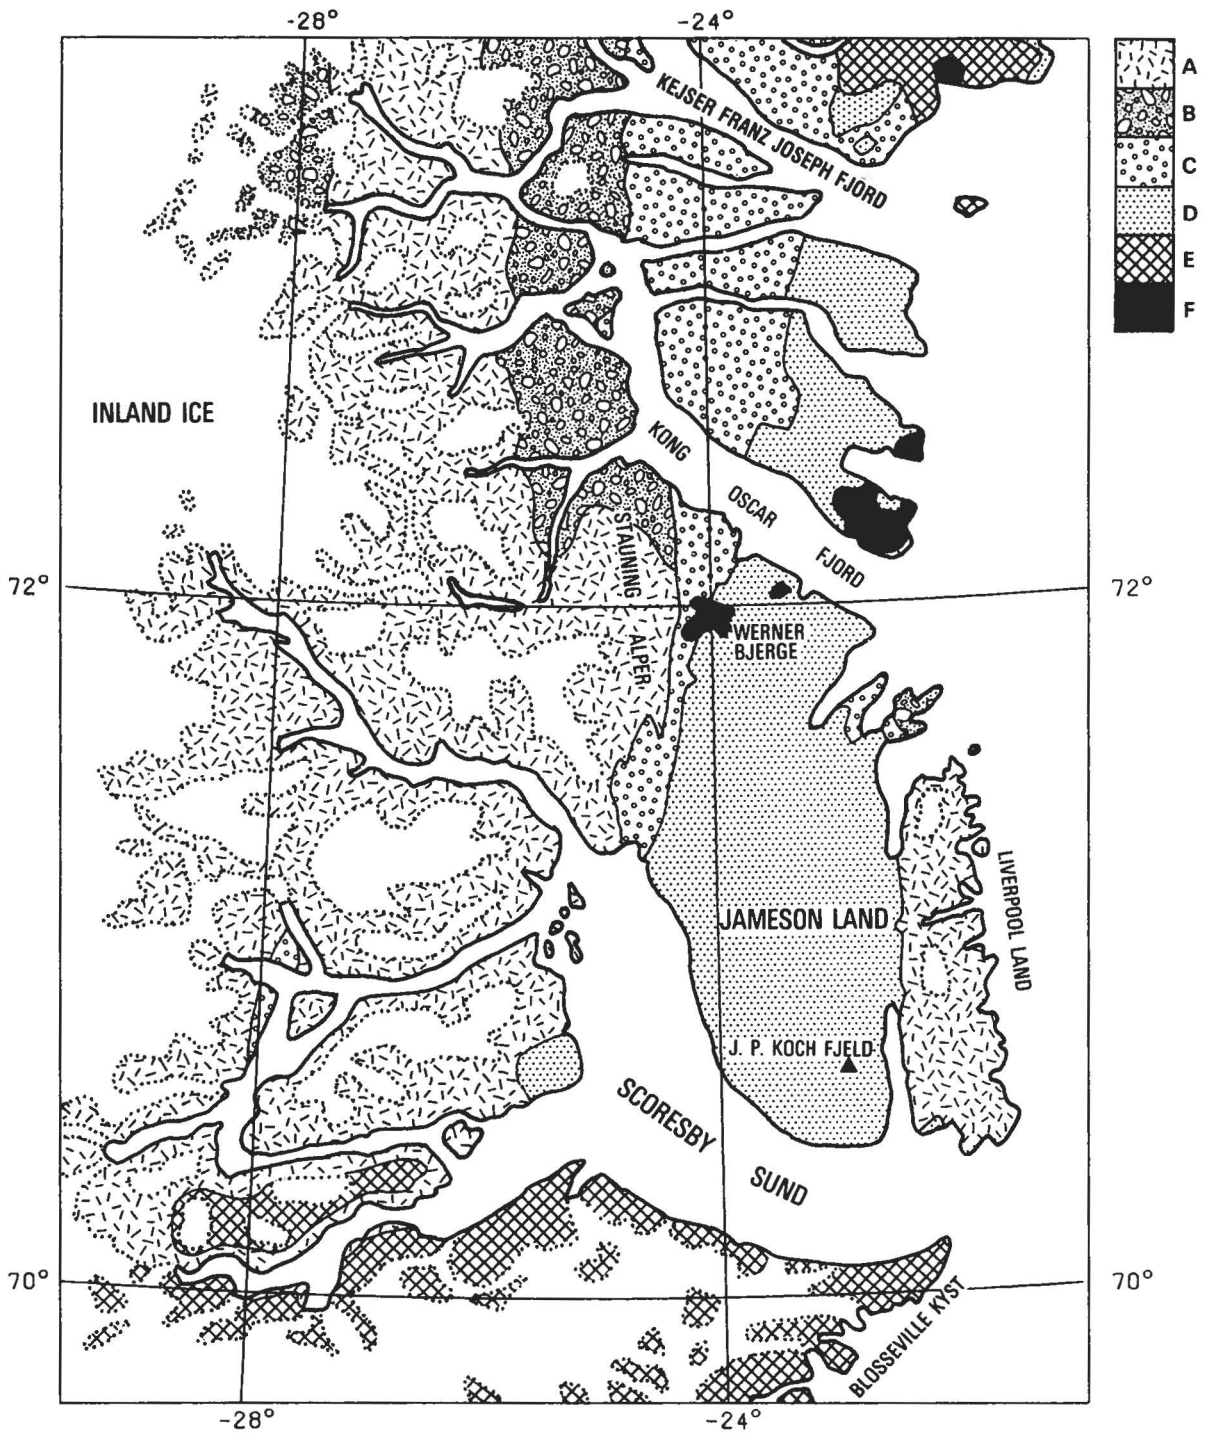 -28°
-24°
A
B
C
D
E
F
KEJSER FRANZ JOSEPH FJORD
INLAND ICE
KONG
OSCAR
FJORD
STAUNING
ALPER
72°
72°
WERNER
BJERGE
LIVERPOOL LAND
JAMESON LAND
J. P. KOCH FJELD
SCORESBY
SUND
70°
70°
BLOSSEVILLE KYST
-28°
-24°